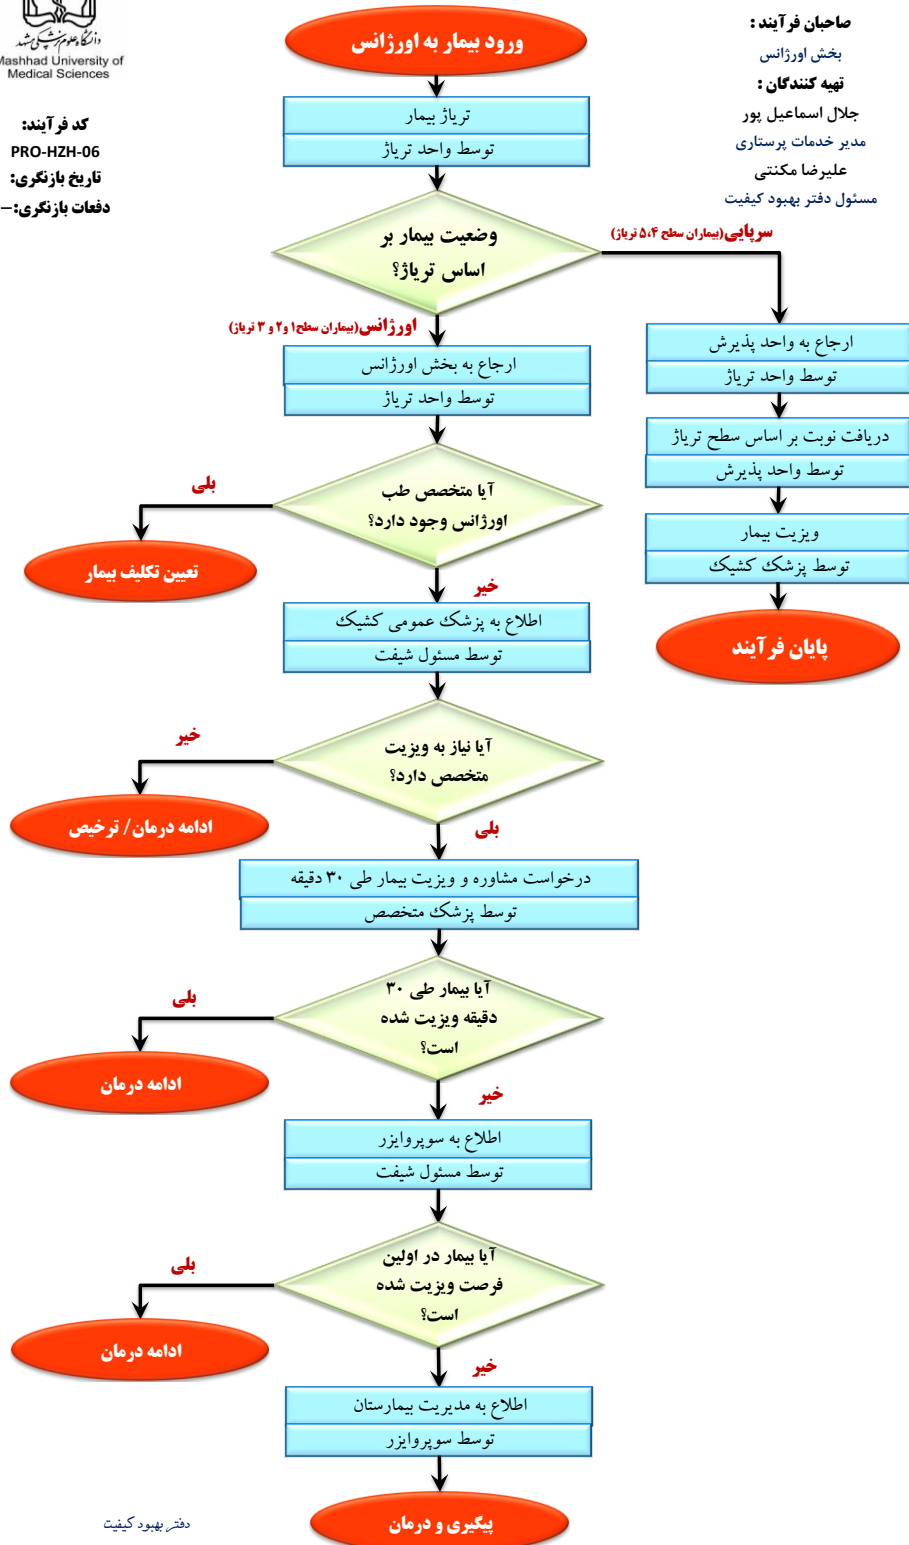 دانشگاه علوم پزشکی مشهد
Mashhad University of
Medical Sciences
کد فرآیند:
PRO-HZH-06
تاریخ بازنگری:
دفعات بازنگری:–
صاحبان فرآیند :
بخش اورژانس
تهیه کنندگان :
جلال اسماعیل پور
مدیر خدمات پرستاری
علیرضا مکنتی
مسئول دفتر بهبود کیفیت
ورود بیمار به اورژانس
تریاژ بیمار
توسط واحد تریاژ
وضعیت بیمار بر
اساس تریاژ؟
سرپایی(بیماران سطح ۵،۴ تریاژ)
اورژانس(بیماران سطح۱ و۲ و ۳ تریاژ)
ارجاع به واحد پذیرش
توسط واحد تریاژ
دریافت نوبت بر اساس سطح تریاژ
توسط واحد پذیرش
ویزیت بیمار
توسط پزشک کشیک
پایان فرآیند
ارجاع به بخش اورژانس
توسط واحد تریاژ
آیا متخصص طب
اورژانس وجود دارد؟
بلی
تعیین تکلیف بیمار
خیر
اطلاع به پزشک عمومی کشیک
توسط مسئول شیفت
آیا نیاز به ویزیت
متخصص دارد؟
خیر
ادامه درمان/ ترخیص
بلی
درخواست مشاوره و ویزیت بیمار طی ۳۰ دقیقه
توسط پزشک متخصص
آیا بیمار طی ۳۰
دقیقه ویزیت شده
است؟
بلی
ادامه درمان
خیر
اطلاع به سوپروایزر
توسط مسئول شیفت
آیا بیمار در اولین
فرصت ویزیت شده
است؟
بلی
ادامه درمان
خیر
اطلاع به مدیریت بیمارستان
توسط سوپروایزر
پیگیری و درمان
دفتر بهبود کیفیت